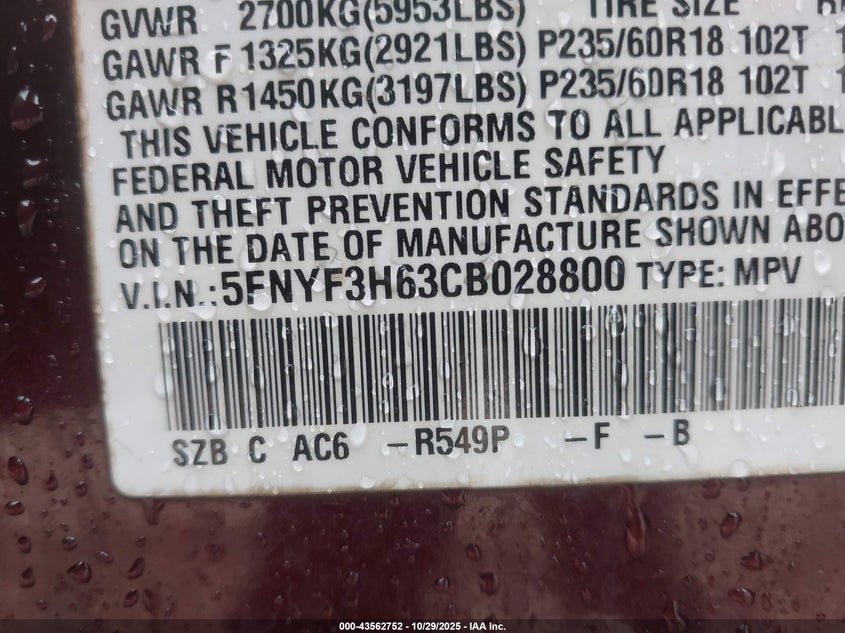 GVWR 2700KG(5953LBS) TIRE SIZE
GAWR F 1325KG(2921LBS) P235/60R18 102T
GAWR R1450KG(3197LBS) P235/60R18 102T
THIS VEHICLE CONFORMS TO ALL APPLICABL
FEDERAL MOTOR VEHICLE SAFETY
AND THEFT PREVENTION STANDARDS IN EFFE
ON THE DATE OF MANUFACTURE SHOWN ABO
V.I.N.:5FNYF3H63CB028800 TYPE: MPV
SZB C AC6 -R549P -F -B
000-43562752 - 10/29/2025 - IAA Inc.